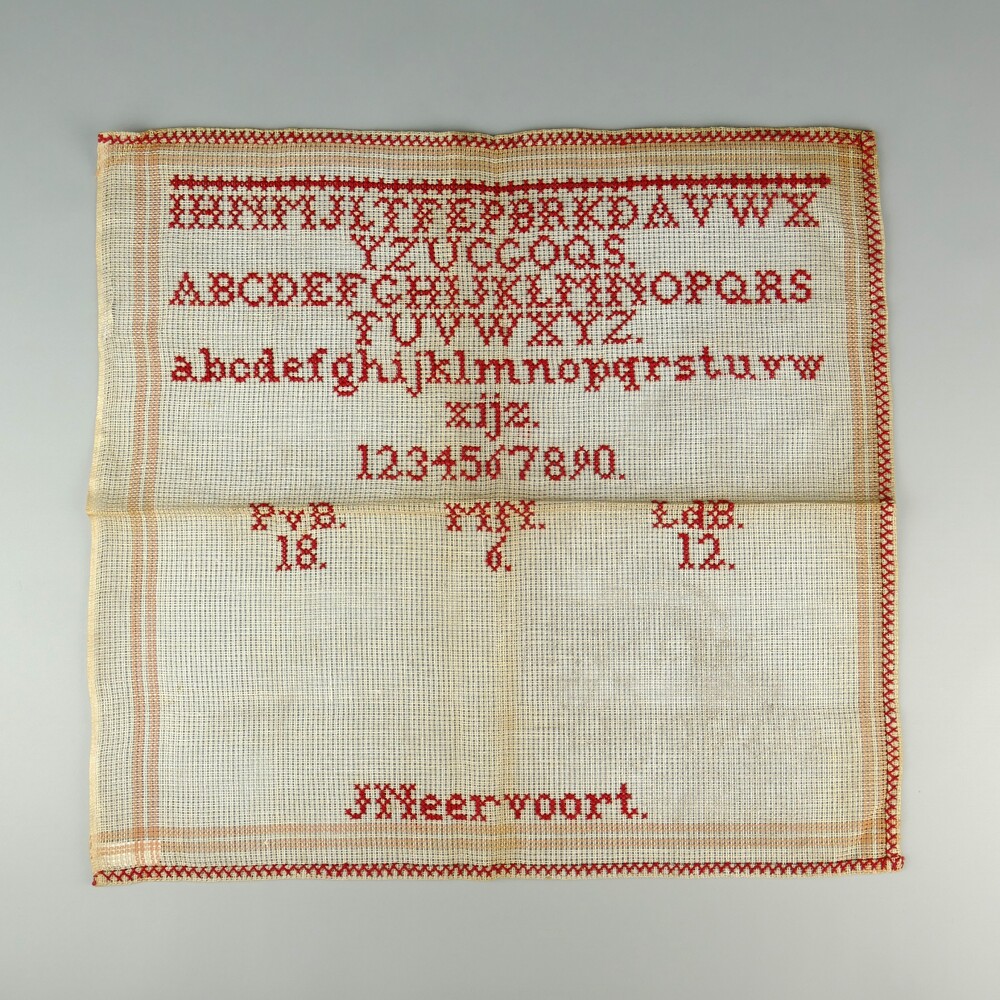 IHNMJLTFEPBRKDAVWX
YZUCGOQS.
ABCDEFGHIJKLMNOPQRS
TUVWXYZ.
abcdefghijklmnopqrstuvw
xijz.
1234567890.
PvB. MN. LdB.
18. 6. 12.
JNeervoort.